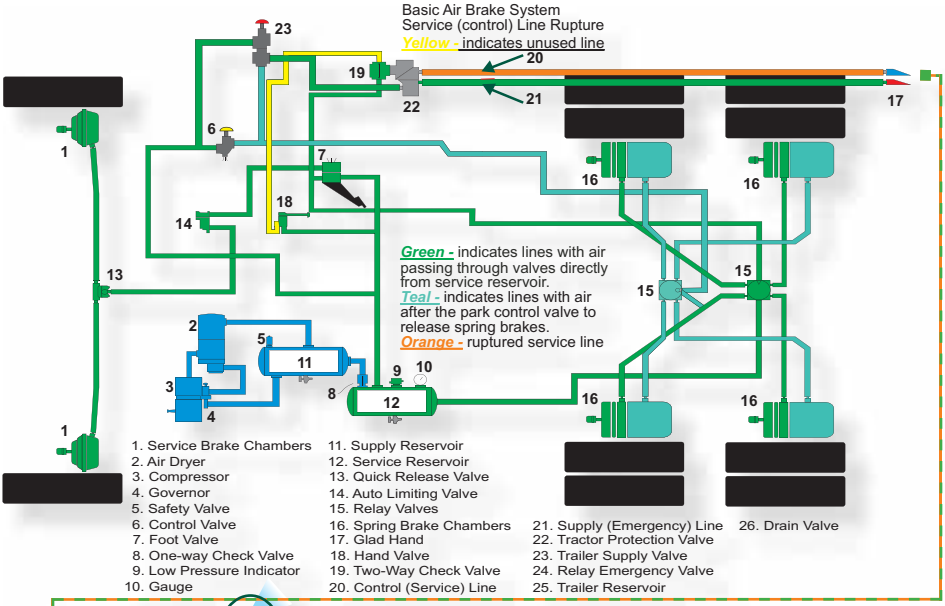 Basic Air Brake System
Service (control) Line Rupture
Yellow - indicates unused line
23
20
19
22
21
17
1
6
7
16
16
14
18
Green - indicates lines with air
passing through valves directly
from service reservoir.
Teal - indicates lines with air
after the park control valve to
release spring brakes.
Orange - ruptured service line
13
15
15
2
5
11
3
4
8
9
10
12
16
16
1
1. Service Brake Chambers
2. Air Dryer
3. Compressor
4. Governor
5. Safety Valve
6. Control Valve
7. Foot Valve
8. One-way Check Valve
9. Low Pressure Indicator
10. Gauge
11. Supply Reservoir
12. Service Reservoir
13. Quick Release Valve
14. Auto Limiting Valve
15. Relay Valves
16. Spring Brake Chambers
17. Glad Hand
18. Hand Valve
19. Two-Way Check Valve
20. Control (Service) Line
21. Supply (Emergency) Line
22. Tractor Protection Valve
23. Trailer Supply Valve
24. Relay Emergency Valve
25. Trailer Reservoir
26. Drain Valve